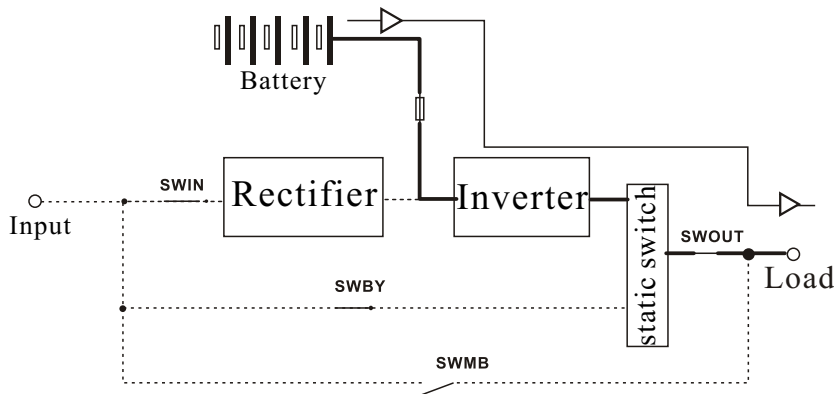 Battery
SWIN
Rectifier
Inverter
Input
static switch
SWOUT
Load
SWBY
SWMB